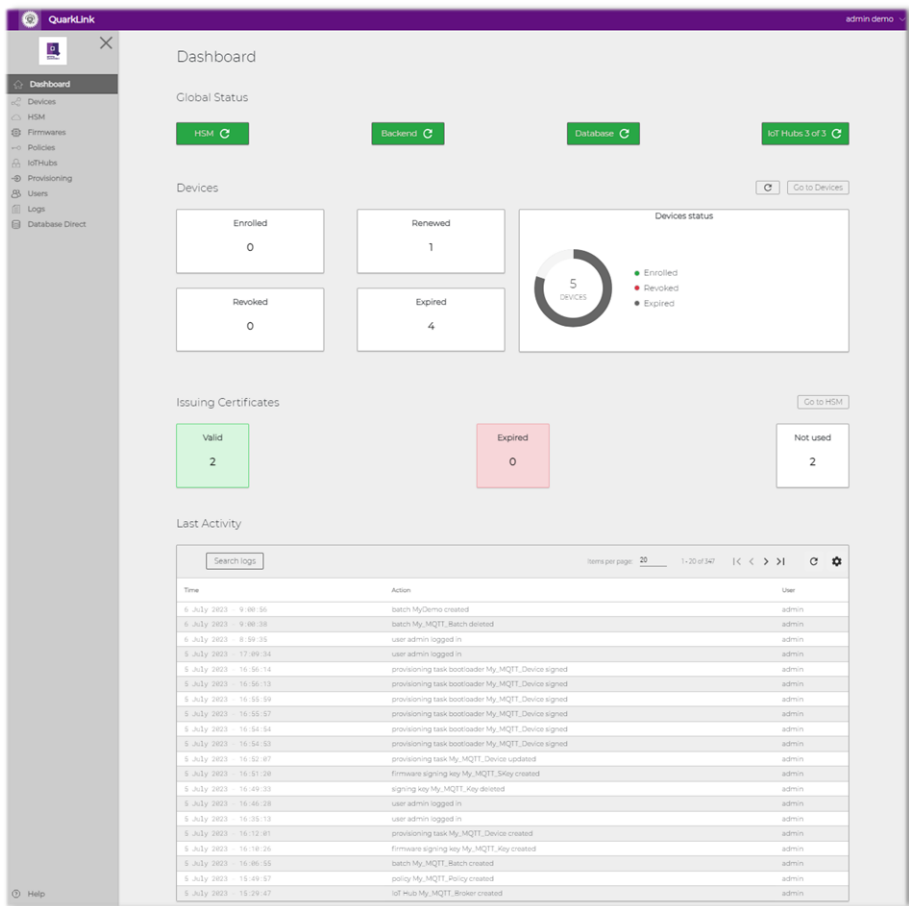 QuarkLink
admin demo
Dashboard
Devices
HSM
Firmwares
Policies
IoTHubs
Provisioning
Users
Logs
Database Direct
Help
Dashboard
Global Status
HSM
Backend
Database
IoT Hubs 3 of 3
Devices
Go to Devices
Enrolled
0
Renewed
1
Revoked
0
Expired
4
Devices status
5
DEVICES
Enrolled
Revoked
Expired
Issuing Certificates
Go to HSM
Valid
2
Expired
0
Not used
2
Last Activity
Search logs
Items per page: 20
1 - 20 of 347
Time Action User
6 July 2023 - 9:00:56 batch MyDemo created admin
6 July 2023 - 9:00:38 batch My_MQTT_Batch deleted admin
6 July 2023 - 8:59:35 user admin logged in admin
5 July 2023 - 17:09:34 user admin logged in admin
5 July 2023 - 16:56:14 provisioning task bootloader My_MQTT_Device signed admin
5 July 2023 - 16:56:13 provisioning task bootloader My_MQTT_Device signed admin
5 July 2023 - 16:55:59 provisioning task bootloader My_MQTT_Device signed admin
5 July 2023 - 16:55:57 provisioning task bootloader My_MQTT_Device signed admin
5 July 2023 - 16:54:54 provisioning task bootloader My_MQTT_Device signed admin
5 July 2023 - 16:54:53 provisioning task bootloader My_MQTT_Device signed admin
5 July 2023 - 16:52:07 provisioning task My_MQTT_Device updated admin
5 July 2023 - 16:51:20 firmware signing key My_MQTT_SKey created admin
5 July 2023 - 16:49:33 signing key My_MQTT_Key deleted admin
5 July 2023 - 16:46:28 user admin logged in admin
5 July 2023 - 16:35:13 user admin logged in admin
5 July 2023 - 16:12:01 provisioning task My_MQTT_Device created admin
5 July 2023 - 16:10:26 firmware signing key My_MQTT_Key created admin
5 July 2023 - 16:06:55 batch My_MQTT_Batch created admin
5 July 2023 - 15:49:57 policy My_MQTT_Policy created admin
5 July 2023 - 15:29:47 IoT Hub My_MQTT_Broker created admin